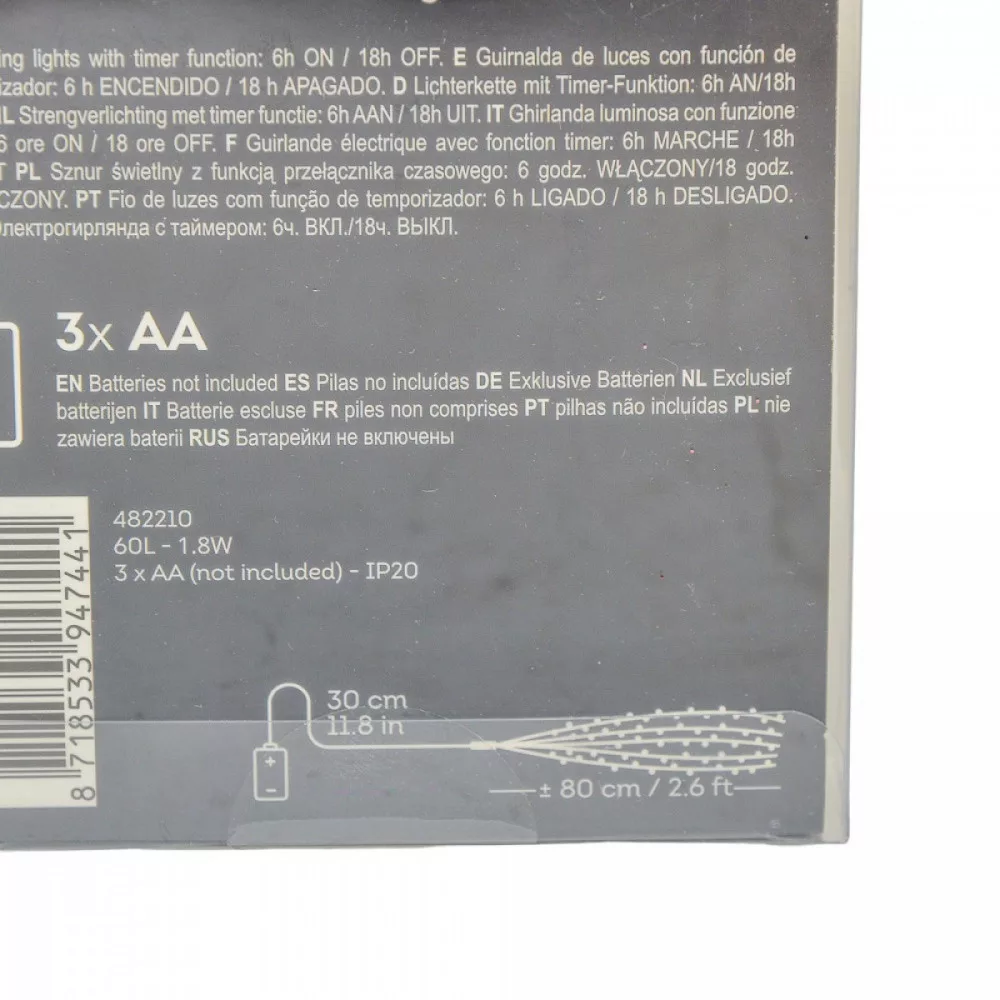 ing lights with timer function: 6h ON / 18h OFF. E Guirnalda de luces con función de
izador: 6 h ENCENDIDO / 18 h APAGADO. D Lichterkette mit Timer-Funktion: 6h AN/18h
L Strengverlichting met timer functie: 6h AAN / 18h UIT. IT Ghirlanda luminosa con funzione
6 ore ON / 18 ore OFF. F Guirlande électrique avec fonction timer: 6h MARCHE / 18h
T PL Sznur świetlny z funkcją przełącznika czasowego: 6 godz. WŁĄCZONY/18 godz.
CZONY. PT Fio de luzes com função de temporizador: 6 h LIGADO / 18 h DESLIGADO.
лектрогирлянда с таймером: 6ч. ВКЛ./18ч. ВЫКЛ.
3x AA
EN Batteries not included ES Pilas no incluídas DE Exklusive Batterien NL Exclusief
batterijen IT Batterie escluse FR piles non comprises PT pilhas não incluídas PL nie
zawiera baterii RUS Батарейки не включены
482210
60L - 1.8W
3 x AA (not included) - IP20
8 718533 947441
30 cm
11.8 in
+
-
± 80 cm / 2.6 ft